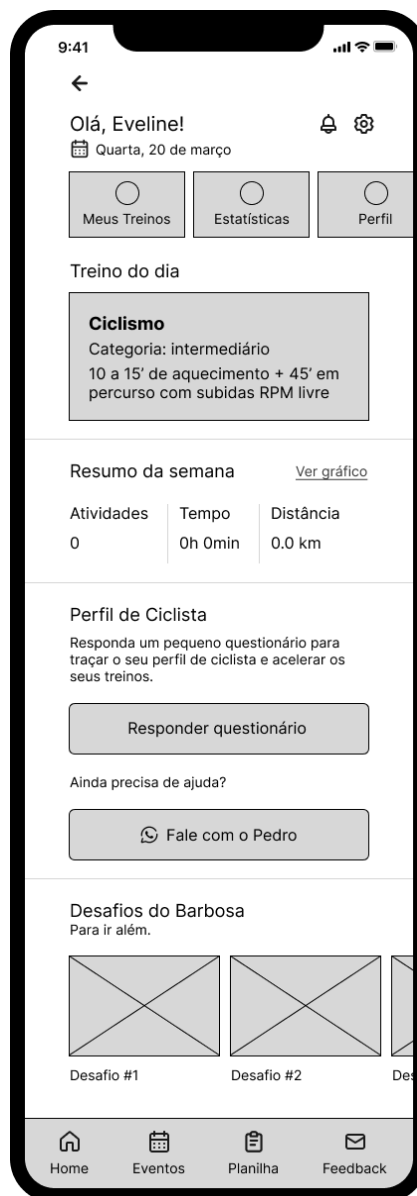 9:41
Olá, Eveline!
Quarta, 20 de março
Meus Treinos
Estatísticas
Perfil
Treino do dia
Ciclismo
Categoria: intermediário
10 a 15’ de aquecimento + 45’ em
percurso com subidas RPM livre
Resumo da semana
Ver gráfico
Atividades
Tempo
Distância
0
0h 0min
0.0 km
Perfil de Ciclista
Responda um pequeno questionário para
traçar o seu perfil de ciclista e acelerar os
seus treinos.
Responder questionário
Ainda precisa de ajuda?
Fale com o Pedro
Desafios do Barbosa
Para ir além.
Desafio #1
Desafio #2
Des
Home
Eventos
Planilha
Feedback